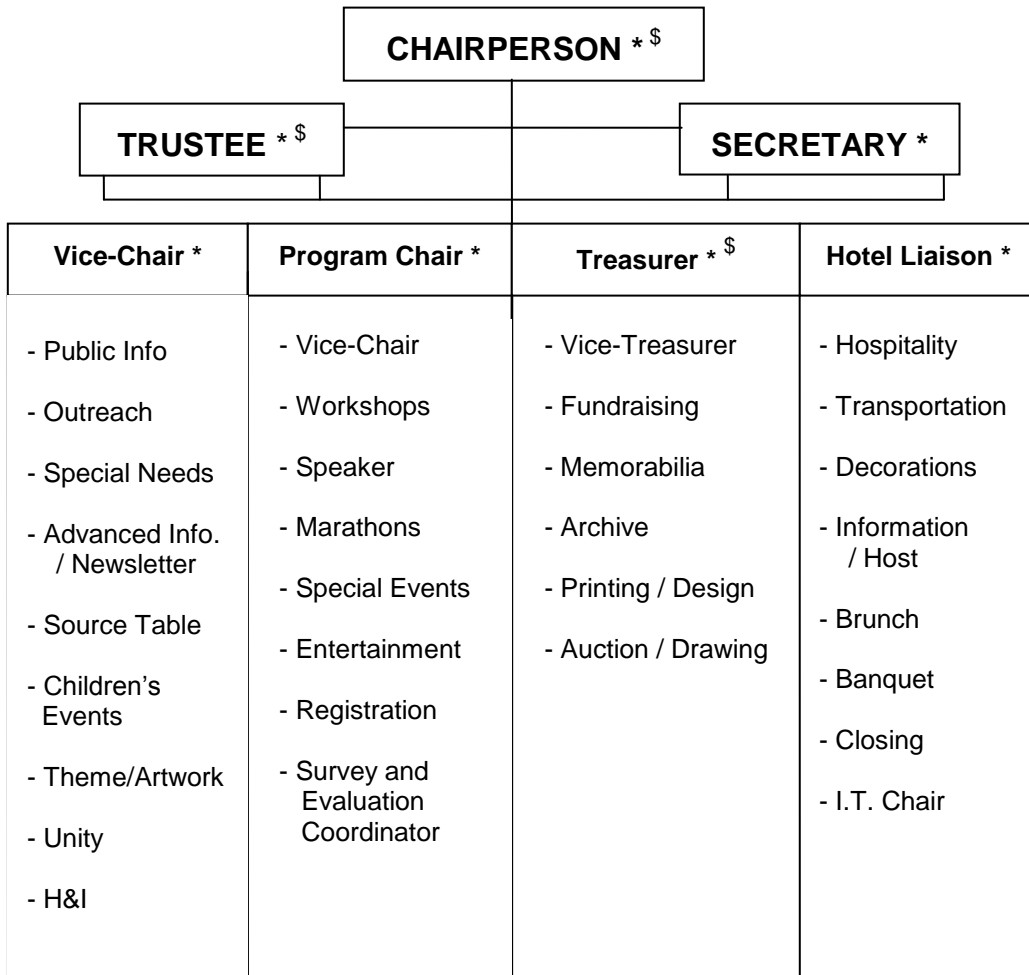 CHAIRPERSON * $
TRUSTEE * $
SECRETARY *
Vice-Chair *
- Public Info
- Outreach
- Special Needs
- Advanced Info.
/ Newsletter
- Source Table
- Children's
Events
- Theme/Artwork
- Unity
- H&I
Program Chair *
- Vice-Chair
- Workshops
- Speaker
- Marathons
- Special Events
- Entertainment
- Registration
- Survey and
Evaluation
Coordinator
Treasurer * $
- Vice-Treasurer
- Fundraising
- Memorabilia
- Archive
- Printing / Design
- Auction / Drawing
Hotel Liaison *
- Hospitality
- Transportation
- Decorations
- Information
/ Host
- Brunch
- Banquet
- Closing
- I.T. Chair